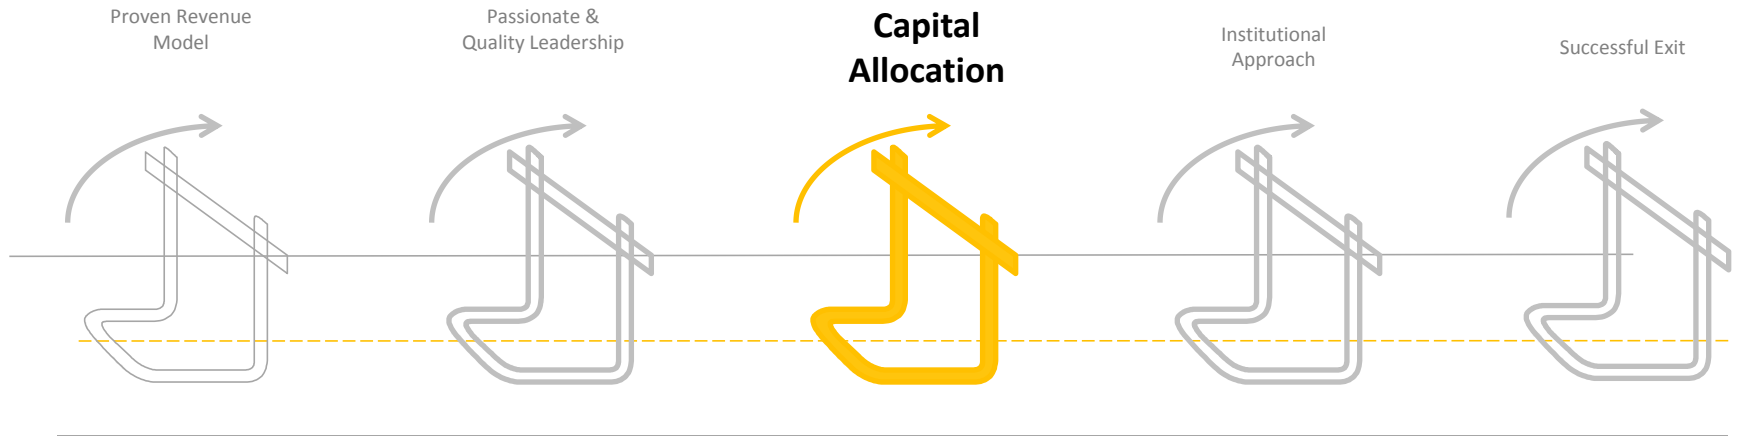 Proven Revenue
Model
Passionate &
Quality Leadership
Capital
Allocation
Institutional
Approach
Successful Exit